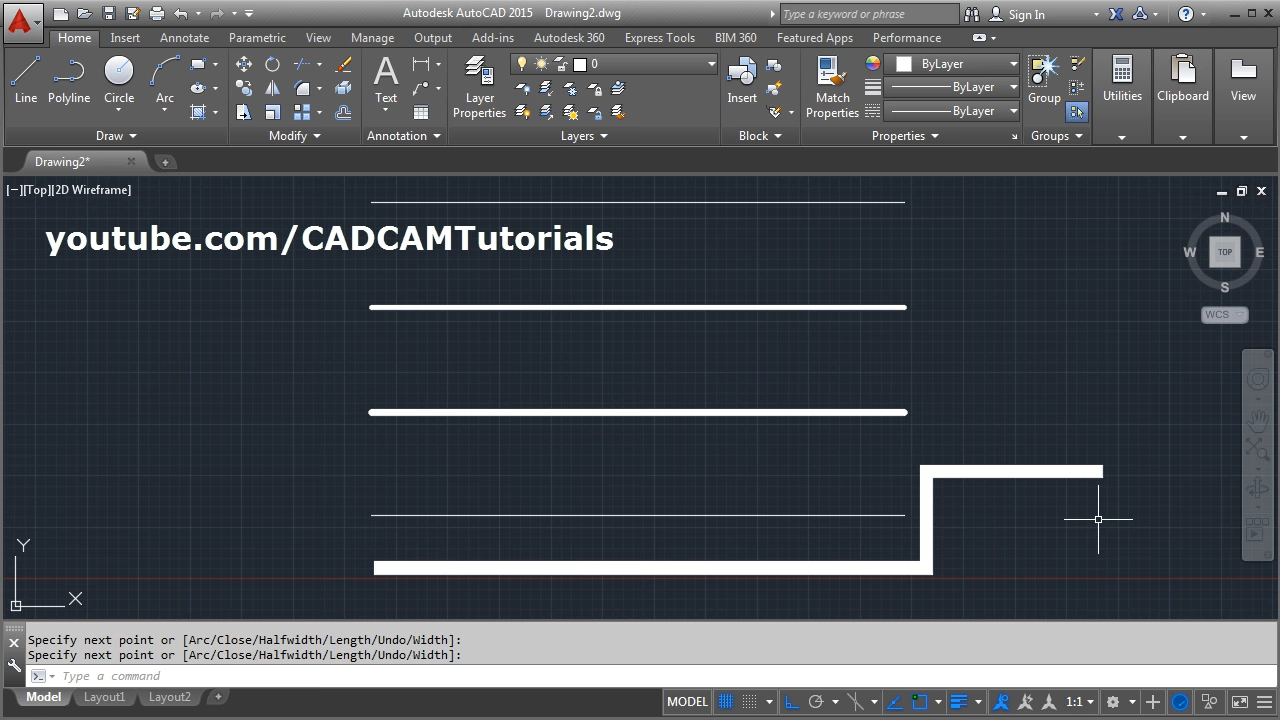 Autodesk AutoCAD 2015 Drawing2.dwg
Type a keyword or phrase
Sign In
Home Insert Annotate Parametric View Manage Output Add-ins Autodesk 360 Express Tools BIM 360 Featured Apps Performance
0
ByLayer
ByLayer
ByLayer
Line Polyline Circle Arc
Text
Layer
Properties
Insert
Match
Properties
Group
Utilities
Clipboard
View
Draw Modify Annotation Layers Block Properties Groups
Drawing2*
[−][Top][2D Wireframe]
youtube.com/CADCAMTutorials
N
W TOP E
S
WCS
Y
X
Specify next point or [Arc/Close/Halfwidth/Length/Undo/Width]:
Specify next point or [Arc/Close/Halfwidth/Length/Undo/Width]:
Type a command
Model Layout1 Layout2
MODEL
1:1